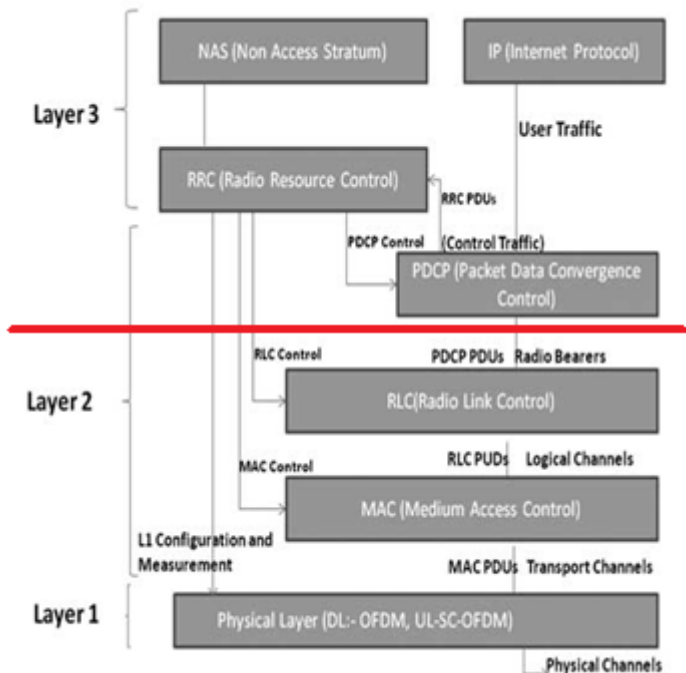 NAS (Non Access Stratum)
IP (Internet Protocol)
Layer 3
User Traffic
RRC (Radio Resource Control)
RRC PDUs
PDCP Control
(Control Traffic)
PDCP (Packet Data Convergence
Control)
RLC Control
PDCP PDUs Radio Bearers
Layer 2
RLC(Radio Link Control)
RLC PUDs Logical Channels
MAC Control
MAC (Medium Access Control)
L1 Configuration and
Measurement
MAC PDUs Transport Channels
Layer 1
Physical Layer (DL:- OFDM, UL-SC-OFDM)
Physical Channels